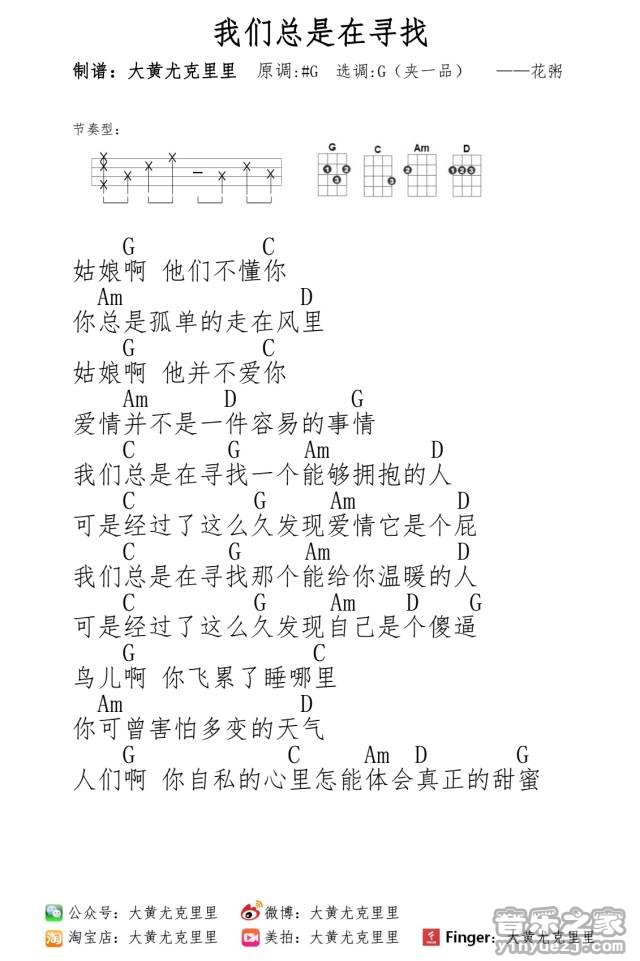 我们总是在寻找
制谱：大黄尤克里里 原调:#G 选调:G（夹一品） ——花粥
节奏型：
G C Am D
1 2 3 3 2 1 2 3
G C
姑娘啊 他们不懂你
Am D
你总是孤单的走在风里
G C
姑娘啊 他并不爱你
Am D G
爱情并不是一件容易的事情
C G Am D
我们总是在寻找一个能够拥抱的人
C G Am D
可是经过了这么久发现爱情它是个屁
C G Am D
我们总是在寻找那个能给你温暖的人
C G Am D G
可是经过了这么久发现自己是个傻逼
G C
鸟儿啊 你飞累了睡哪里
Am D
你可曾害怕多变的天气
G C Am D G
人们啊 你自私的心里怎能体会真正的甜蜜
公众号：大黄尤克里里 微博：大黄尤克里里
淘宝店：大黄尤克里里 美拍：大黄尤克里里 Finger：大黄尤克里里
音乐之家
yinyuezj.com